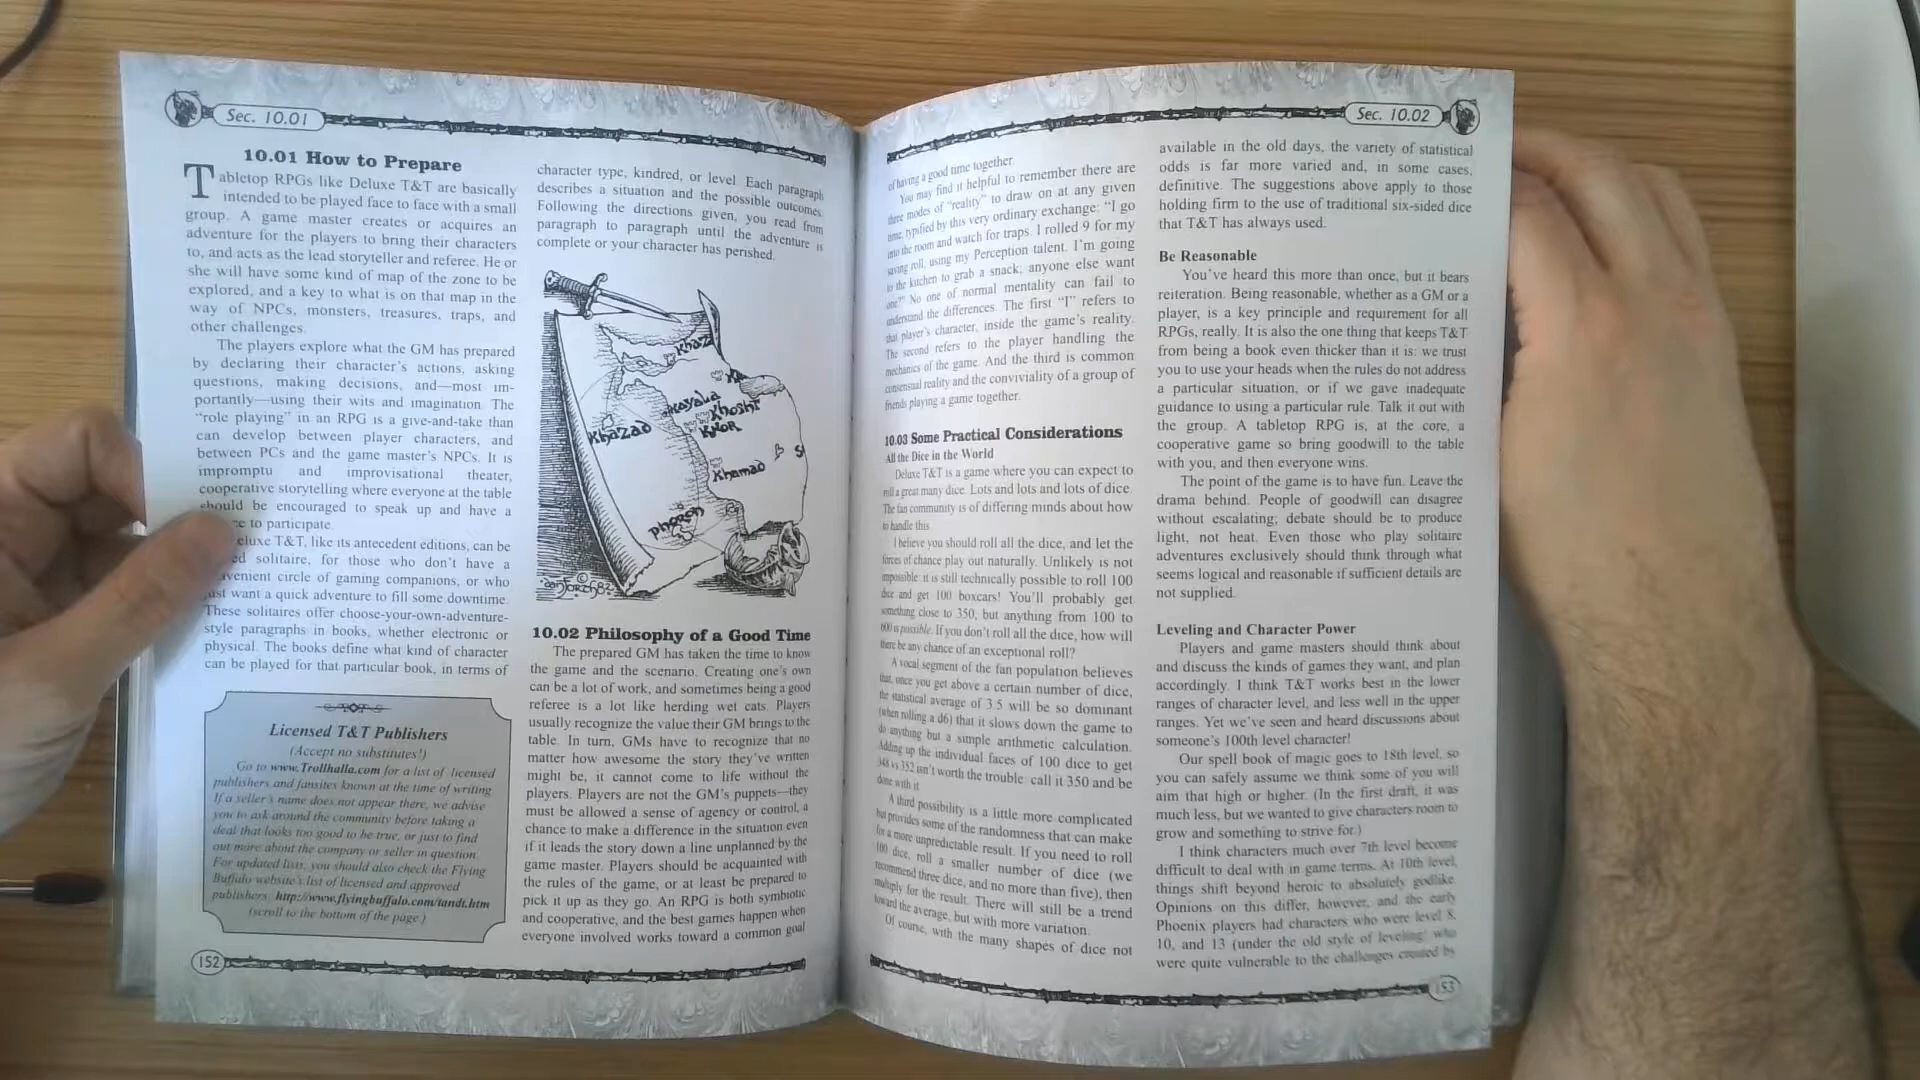 Sec. 10.01
10.01 How to Prepare
Tabletop RPGs like Deluxe T&T are basically
intended to be played face to face with a small
group. A game master creates or acquires an
adventure for the players to bring their characters
to, and acts as the lead storyteller and referee. He or
she will have some kind of map of the zone to be
explored, and a key to what is on that map in the
way of NPCs, monsters, treasures, traps, and
other challenges.
The players explore what the GM has prepared
by declaring their character's actions, asking
questions, making decisions, and—most im-
portantly—using their wits and imagination. The
"role playing" in an RPG is a give-and-take than
can develop between player characters, and
between PCs and the game master's NPCs. It is
impromptu and improvisational theater,
cooperative storytelling where everyone at the table
should be encouraged to speak up and have a
to participate.
eluxe T&T, like its antecedent editions, can be
solitaire, for those who don't have a
venient circle of gaming companions, or who
just want a quick adventure to fill some downtime.
These solitaires offer choose-your-own-adventure-
style paragraphs in books, whether electronic or
physical. The books define what kind of character
can be played for that particular book, in terms of
Licensed T&T Publishers
(Accept no substitutes!)
Go to www.Trollhalla.com for a list of licensed
publishers and fansites known at the time of writing
If a seller's name does not appear there, we advise
you to ask around the community before taking a
deal that looks too good to be true, or just to find
out more about the company or seller in question.
For updated lists, you should also check the Flying
Buffalo website's list of licensed and approved
publishers: http://www.flyingbuffalo.com/tandt.htm
(scroll to the bottom of the page.)
152
character type, kindred, or level. Each paragraph
describes a situation and the possible outcomes.
Following the directions given, you read from
paragraph to paragraph until the adventure is
complete or your character has perished.
Khaz
Kayalua
Khosht
Khazad
Knor
Khamad
Phoron
10.02 Philosophy of a Good Time
The prepared GM has taken the time to know
the game and the scenario. Creating one's own
can be a lot of work, and sometimes being a good
referee is a lot like herding wet cats. Players
usually recognize the value their GM brings to the
table. In turn, GMs have to recognize that no
matter how awesome the story they've written
might be, it cannot come to life without the
players. Players are not the GM's puppets—they
must be allowed a sense of agency or control, a
chance to make a difference in the situation even
if it leads the story down a line unplanned by the
game master. Players should be acquainted with
the rules of the game, or at least be prepared to
pick it up as they go. An RPG is both symbiotic
and cooperative, and the best games happen when
everyone involved works toward a common goal
Sec. 10.02
of having a good time together.
You may find it helpful to remember there are
three modes of "reality" to draw on at any given
time, typified by this very ordinary exchange: "I go
into the room and watch for traps. I rolled 9 for my
saving roll, using my Perception talent. I'm going
to the kitchen to grab a snack; anyone else want
one?" No one of normal mentality can fail to
understand the differences. The first "I" refers to
that player's character, inside the game's reality.
The second refers to the player handling the
mechanics of the game. And the third is common
consensual reality and the conviviality of a group of
friends playing a game together.
10.03 Some Practical Considerations
All the Dice in the World
Deluxe T&T is a game where you can expect to
roll a great many dice. Lots and lots and lots of dice.
The fan community is of differing minds about how
to handle this.
I believe you should roll all the dice, and let the
forces of chance play out naturally. Unlikely is not
impossible: it is still technically possible to roll 100
dice and get 100 boxcars! You'll probably get
something close to 350, but anything from 100 to
600 is possible. If you don't roll all the dice, how will
there be any chance of an exceptional roll?
A vocal segment of the fan population believes
that, once you get above a certain number of dice,
the statistical average of 3.5 will be so dominant
(when rolling a d6) that it slows down the game to
do anything but a simple arithmetic calculation.
Adding up the individual faces of 100 dice to get
348 vs 352 isn't worth the trouble: call it 350 and be
done with it.
A third possibility is a little more complicated
but provides some of the randomness that can make
for a more unpredictable result. If you need to roll
100 dice, roll a smaller number of dice (we
recommend three dice, and no more than five), then
multiply for the result. There will still be a trend
toward the average, but with more variation.
Of course, with the many shapes of dice not
available in the old days, the variety of statistical
odds is far more varied and, in some cases,
definitive. The suggestions above apply to those
holding firm to the use of traditional six-sided dice
that T&T has always used.
Be Reasonable
You've heard this more than once, but it bears
reiteration. Being reasonable, whether as a GM or a
player, is a key principle and requirement for all
RPGs, really. It is also the one thing that keeps T&T
from being a book even thicker than it is: we trust
you to use your heads when the rules do not address
a particular situation, or if we gave inadequate
guidance to using a particular rule. Talk it out with
the group. A tabletop RPG is, at the core, a
cooperative game so bring goodwill to the table
with you, and then everyone wins.
The point of the game is to have fun. Leave the
drama behind. People of goodwill can disagree
without escalating; debate should be to produce
light, not heat. Even those who play solitaire
adventures exclusively should think through what
seems logical and reasonable if sufficient details are
not supplied.
Leveling and Character Power
Players and game masters should think about
and discuss the kinds of games they want, and plan
accordingly. I think T&T works best in the lower
ranges of character level, and less well in the upper
ranges. Yet we've seen and heard discussions about
someone's 100th level character!
Our spell book of magic goes to 18th level, so
you can safely assume we think some of you will
aim that high or higher. (In the first draft, it was
much less, but we wanted to give characters room to
grow and something to strive for.)
I think characters much over 7th level become
difficult to deal with in game terms. At 10th level,
things shift beyond heroic to absolutely godlike.
Opinions on this differ, however, and the early
Phoenix players had characters who were level 8,
10, and 13 (under the old style of leveling) who
were quite vulnerable to the challenges created by
153